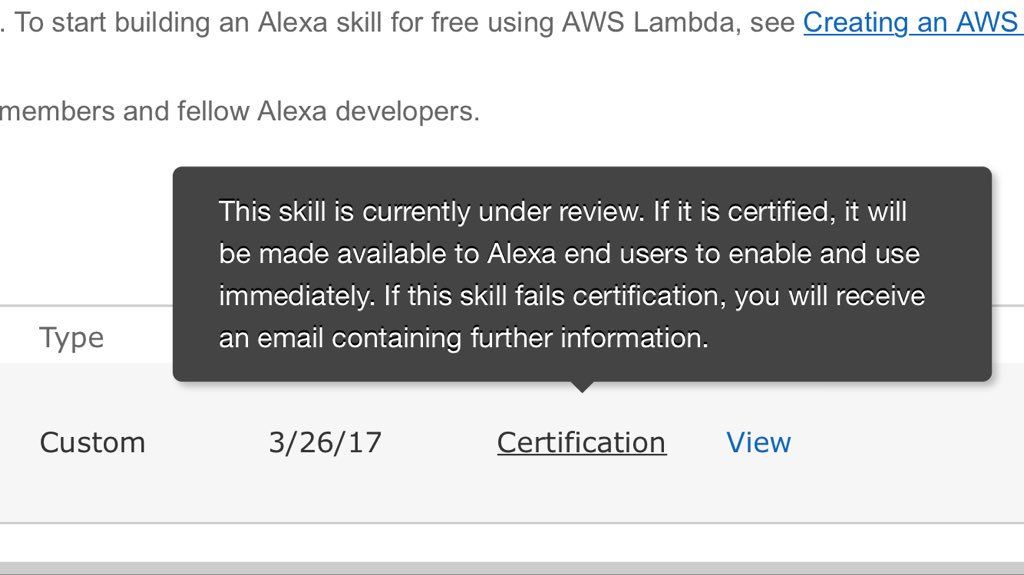 . To start building an Alexa skill for free using AWS Lambda, see Creating an AWS
members and fellow Alexa developers.
This skill is currently under review. If it is certified, it will
be made available to Alexa end users to enable and use
immediately. If this skill fails certification, you will receive
an email containing further information.
Type
Custom 3/26/17 Certification View